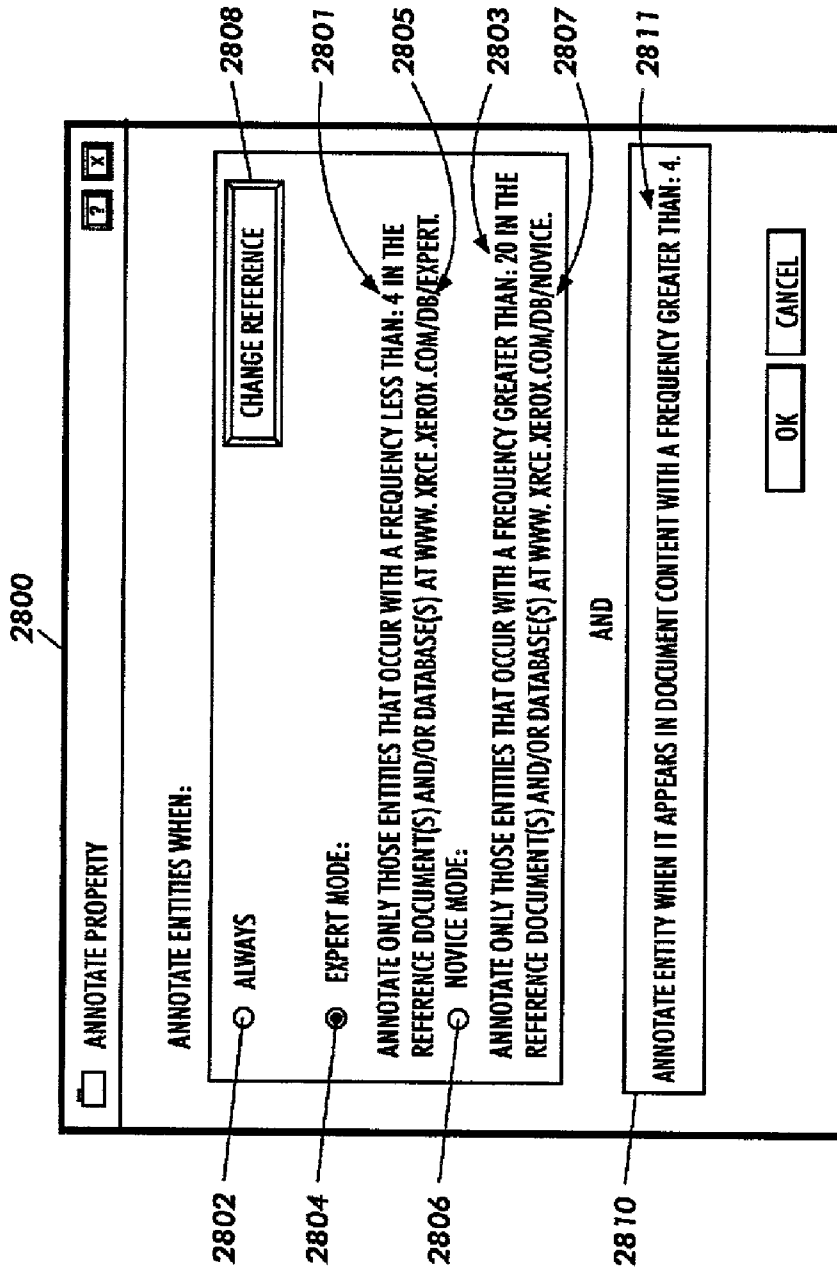 2800
ANNOTATE PROPERTY
? X
ANNOTATE ENTITIES WHEN:
2802
ALWAYS
CHANGE REFERENCE
2808
2804
EXPERT MODE:
2801
ANNOTATE ONLY THOSE ENTITIES THAT OCCUR WITH A FREQUENCY LESS THAN: 4 IN THE
REFERENCE DOCUMENT(S) AND/OR DATABASE(S) AT WWW. XRCE.XEROX.COM/DB/EXPERT.
2805
2806
NOVICE MODE:
2803
ANNOTATE ONLY THOSE ENTITIES THAT OCCUR WITH A FREQUENCY GREATER THAN: 20 IN THE
REFERENCE DOCUMENT(S) AND/OR DATABASE(S) AT WWW. XRCE.XEROX.COM/DB/NOVICE.
2807
AND
2810
ANNOTATE ENTITY WHEN IT APPEARS IN DOCUMENT CONTENT WITH A FREQUENCY GREATER THAN: 4.
2811
OK
CANCEL